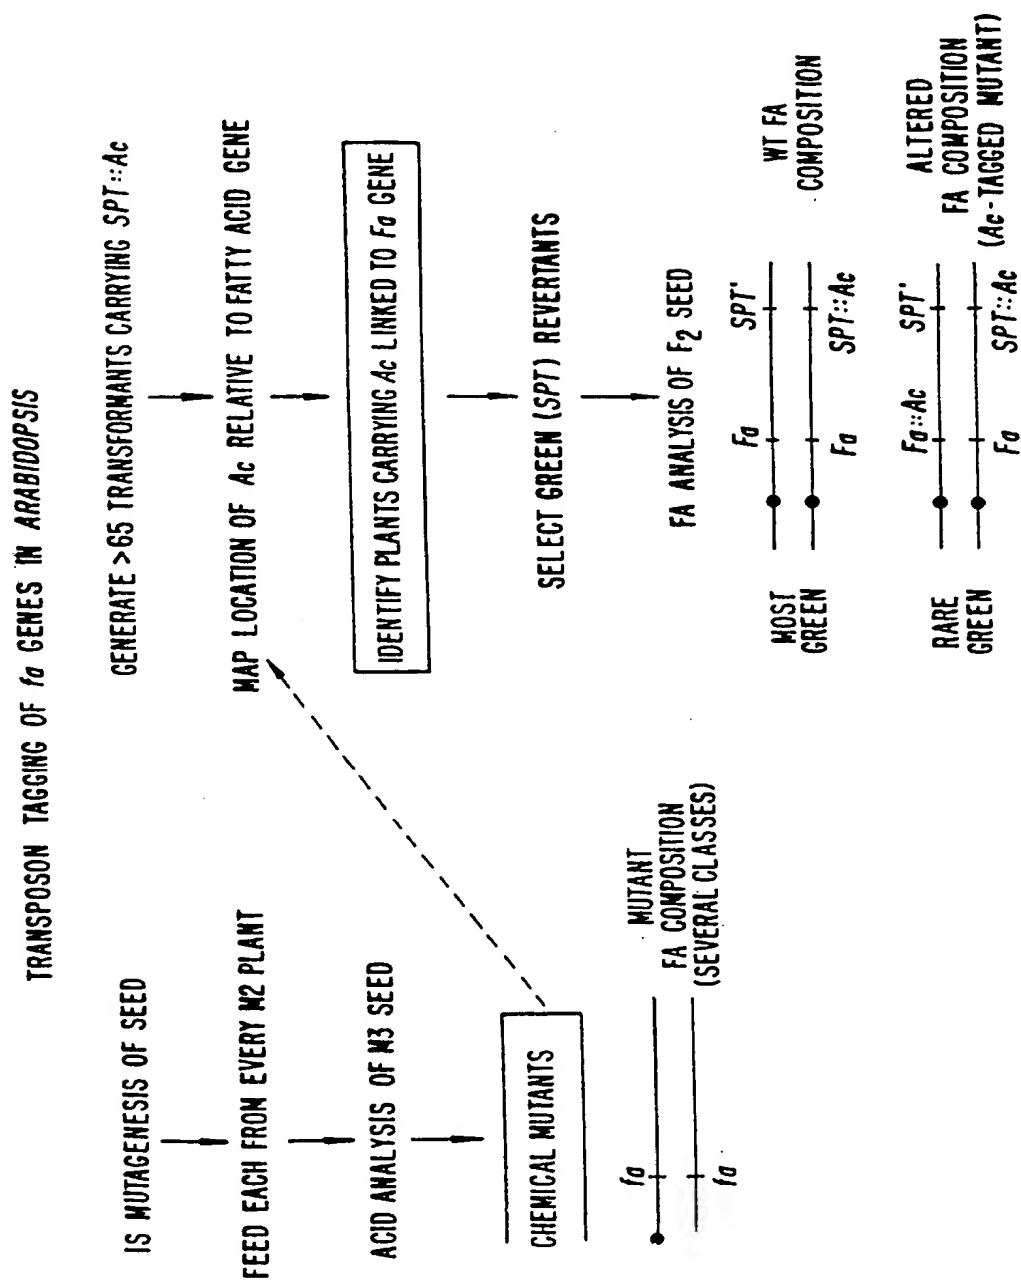 TRANSPOSON TAGGING OF fa GENES IN ARABIDOPSIS
IS MUTAGENESIS OF SEED
FEED EACH FROM EVERY M2 PLANT
ACID ANALYSIS OF M3 SEED
CHEMICAL MUTANTS
fa
fa
MUTANT
FA COMPOSITION
(SEVERAL CLASSES)
GENERATE >65 TRANSFORMANTS CARRYING SPT::Ac
MAP LOCATION OF Ac RELATIVE TO FATTY ACID GENE
IDENTIFY PLANTS CARRYING Ac LINKED TO Fa GENE
SELECT GREEN (SPT) REVERTANTS
FA ANALYSIS OF F2 SEED
MOST
GREEN
Fa SPT'
Fa SPT::Ac
WT FA
COMPOSITION
RARE
GREEN
Fa::Ac SPT'
Fa SPT::Ac
ALTERED
FA COMPOSITION
(Ac-TAGGED MUTANT)